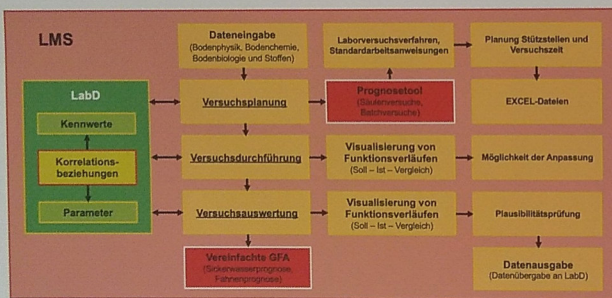 LMS
Dateneingabe
(Bodenphysik, Bodenchemie,
Bodenbiologie und Stoffen)
Laborversuchsverfahren,
Standardarbeitsanweisungen
Planung Stützstellen und
Versuchszeit
LabD
Kennwerte
Korrelations-
beziehungen
Parameter
Versuchsplanung
Prognosetool
(Säulenversuche,
Batchversuche)
EXCEL-Dateien
Versuchsdurchführung
Visualisierung von
Funktionsverläufen
(Soll – Ist – Vergleich)
Möglichkeit der Anpassung
Versuchsauswertung
Visualisierung von
Funktionsverläufen
(Soll – Ist – Vergleich)
Plausibilitätsprüfung
Vereinfachte GFA
(Sickerwasserprognose,
Fahnenprognose)
Datenausgabe
(Datenübergabe an LabD)